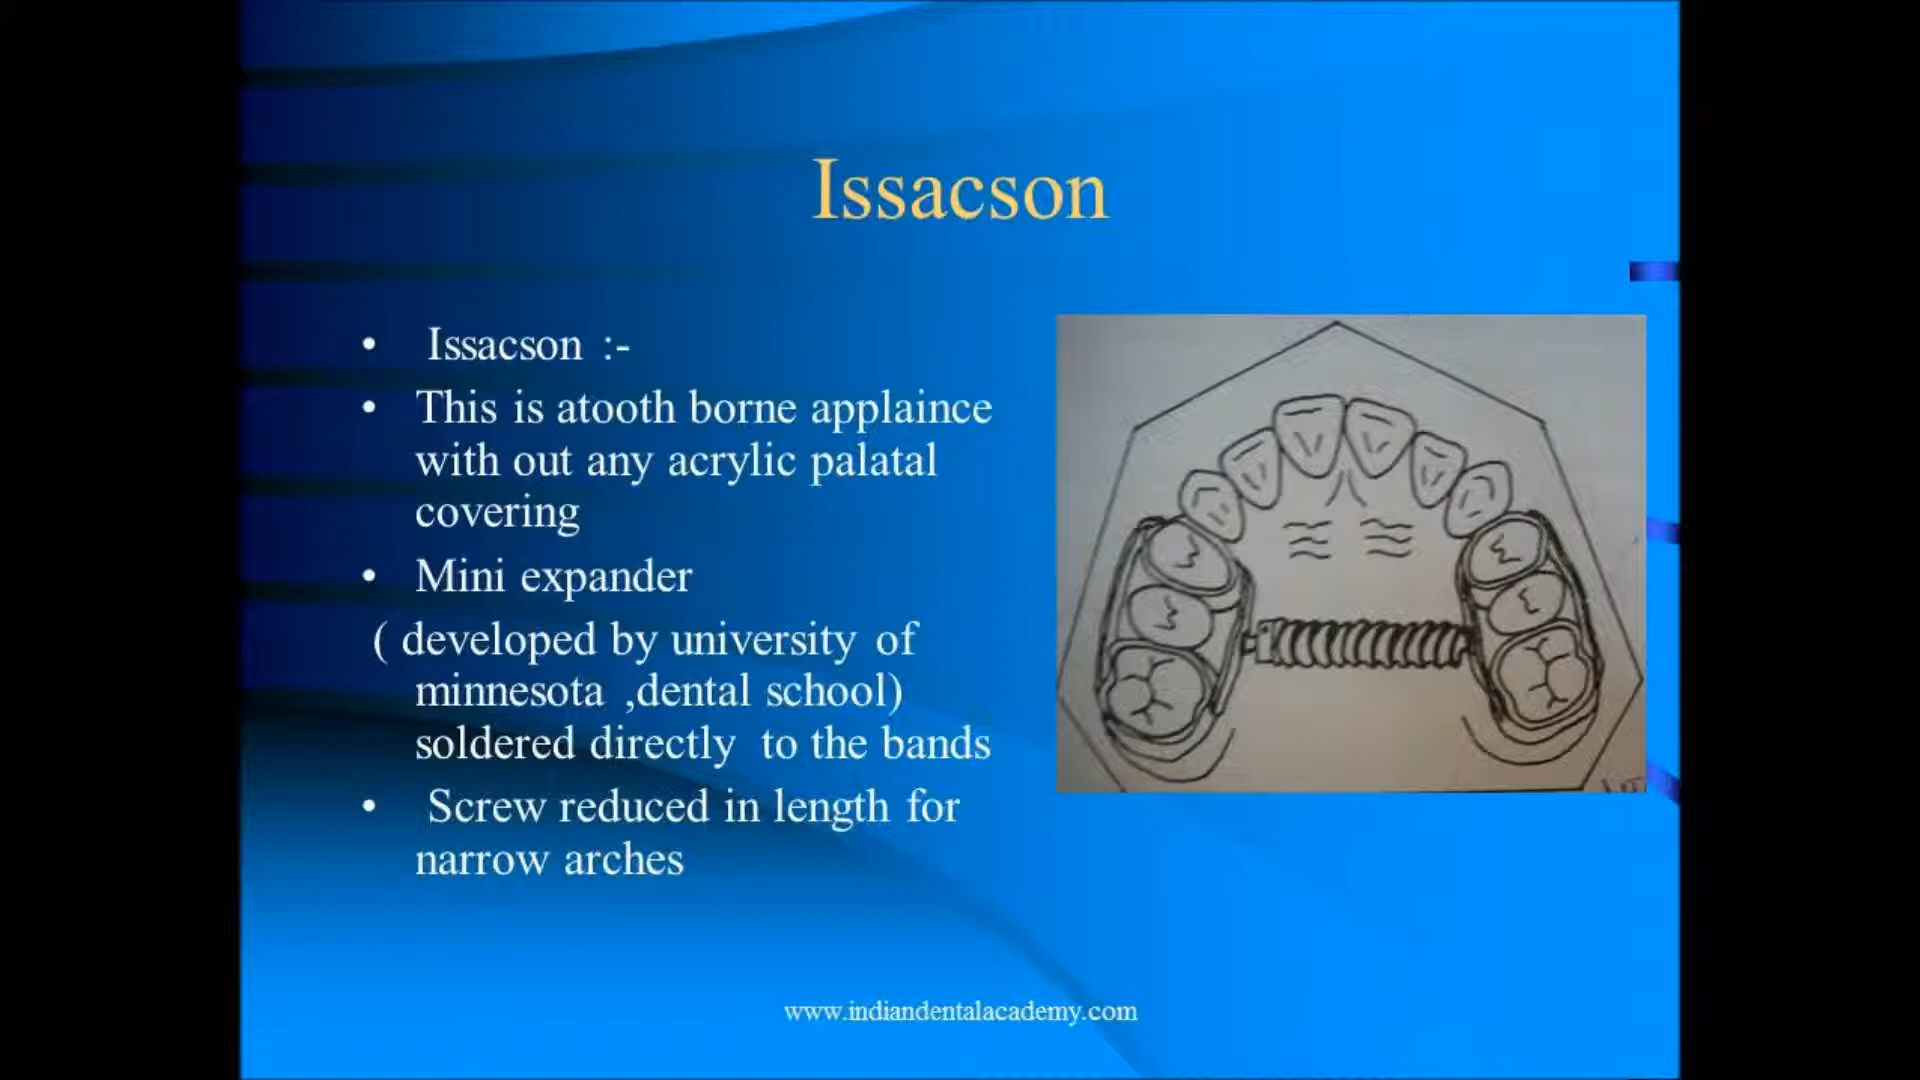 Issacson
• Issacson :-
• This is atooth borne applaince
with out any acrylic palatal
covering
• Mini expander
( developed by university of
minnesota ,dental school)
soldered directly to the bands
• Screw reduced in length for
narrow arches
www.indiandentalacademy.com